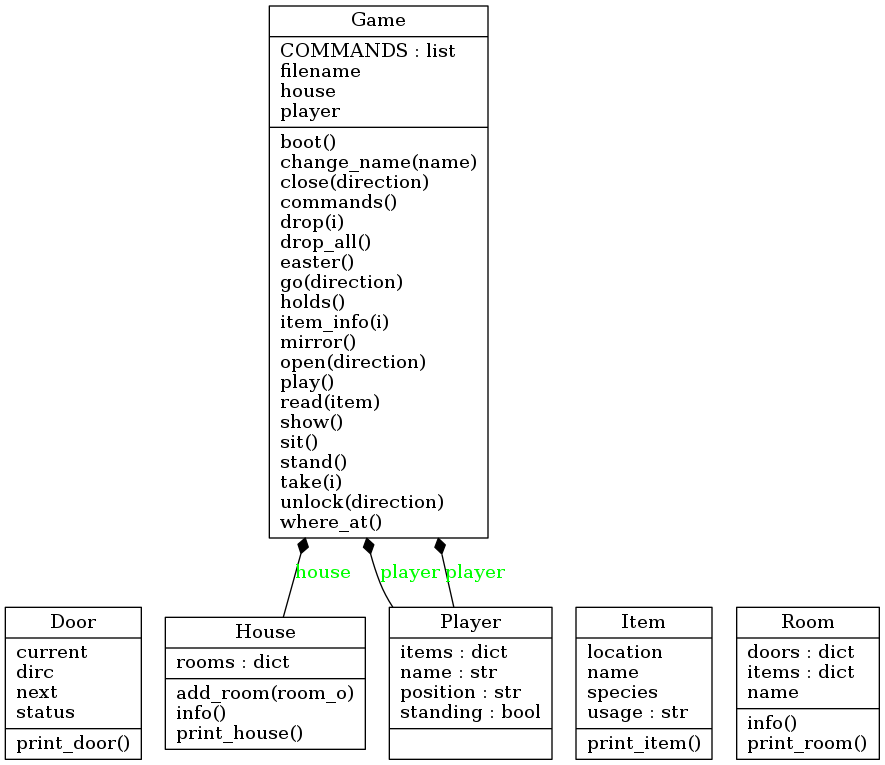 Game
COMMANDS : list
filename
house
player
boot()
change_name(name)
close(direction)
commands()
drop(i)
drop_all()
easter()
go(direction)
holds()
item_info(i)
mirror()
open(direction)
play()
read(item)
show()
sit()
stand()
take(i)
unlock(direction)
where_at()
house
player
player
Door
current
dirc
next
status
print_door()
House
rooms : dict
add_room(room_o)
info()
print_house()
Player
items : dict
name : str
position : str
standing : bool
Item
location
name
species
usage : str
print_item()
Room
doors : dict
items : dict
name
info()
print_room()